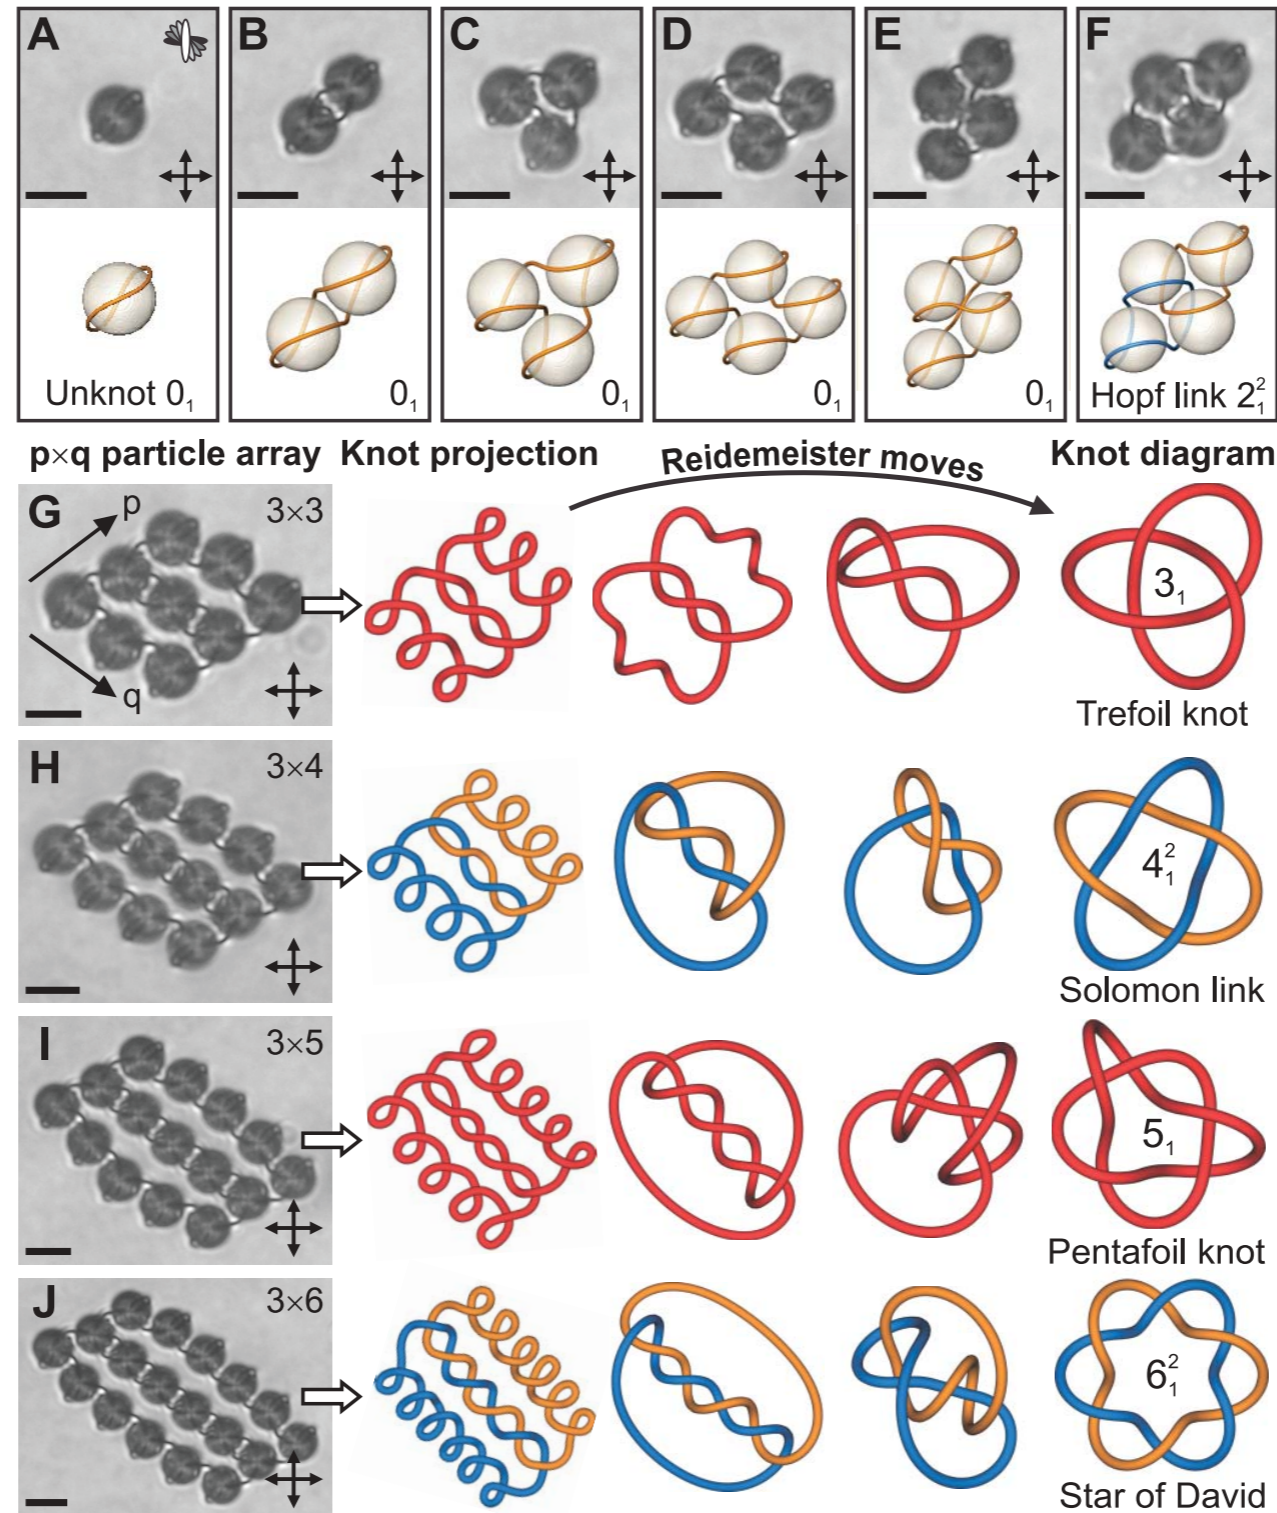 A
B
C
D
E
F
Unknot 0₁
0₁
0₁
0₁
0₁
Hopf link 2²₁
p×q particle array
Knot projection
Reidemeister moves
Knot diagram
G
p
3×3
q
3₁
Trefoil knot
H
3×4
4²₁
Solomon link
I
3×5
5₁
Pentafoil knot
J
3×6
6²₁
Star of David